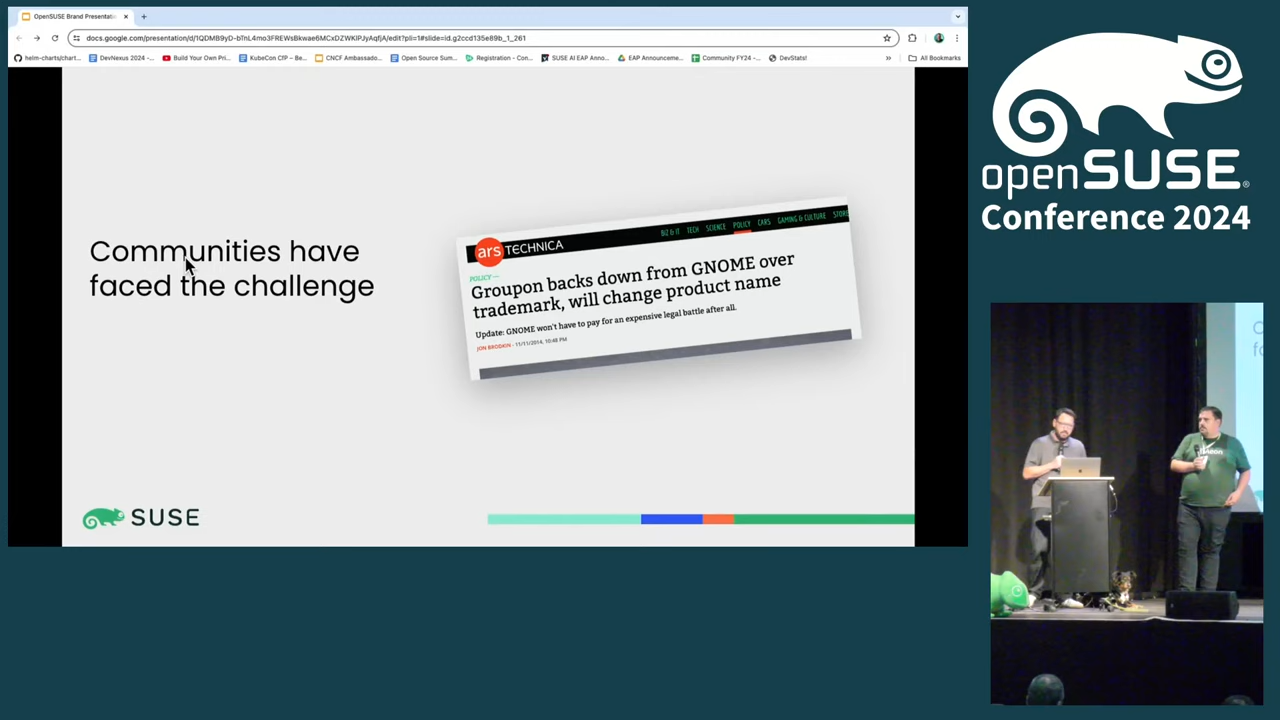 OpenSUSE Brand Presentati
docs.google.com/presentation/d/1QDMB9yD-bTnL4mo3FREWsBkwae6MCxDZWKlPJyAqfjA/edit?pli=1#slide=id.g2ccd135e89b_1_261
helm-charts/chart... DevNexus 2024 -... Build Your Own Pri... KubeCon CfP – Be... CNCF Ambassado... Open Source Sum... Registration - Con... SUSE AI EAP Anno... EAP Announceme... Community FY24 -... DevStats! » All Bookmarks
Communities have
faced the challenge
ars TECHNICA
BIZ & IT TECH SCIENCE POLICY CARS GAMING & CULTURE STORE
POLICY —
Groupon backs down from GNOME over
trademark, will change product name
Update: GNOME won't have to pay for an expensive legal battle after all.
JON BRODKIN - 11/11/2014, 10:48 PM
SUSE
openSUSE®
Conference 2024